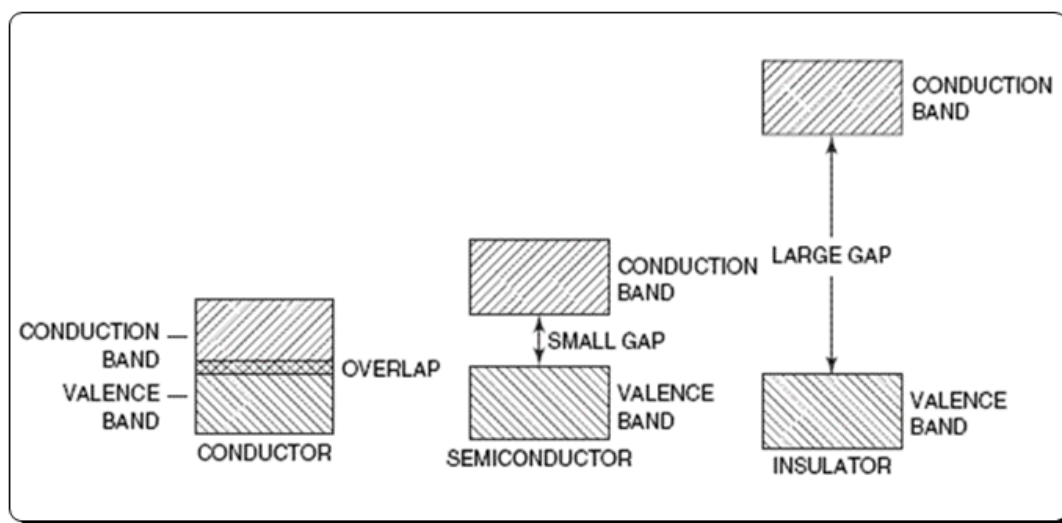 CONDUCTION
BAND
VALENCE
BAND
OVERLAP
CONDUCTOR
CONDUCTION
BAND
SMALL GAP
VALENCE
BAND
SEMICONDUCTOR
CONDUCTION
BAND
LARGE GAP
VALENCE
BAND
INSULATOR